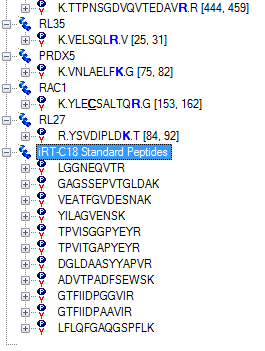 K.TTPNSGDVQVTEDAVR.R [444, 459]
RL35
K.VELSQLR.V [25, 31]
PRDX5
K.VNLAELFK.G [75, 82]
RAC1
K.YLECSALTQR.G [153, 162]
RL27
R.YSVDIPLDK.T [84, 92]
iRT-C18 Standard Peptides
LGGNEQVTR
GAGSSEPVTGLDAK
VEATFGVDESNAK
YILAGVENSK
TPVISGGPYEYR
TPVITGAPYEYR
DGLDAASYYAPVR
ADVTPADFSEWSK
GTFIIDPGGVIR
GTFIIDPAAVIR
LFLQFGAQGSPFLK